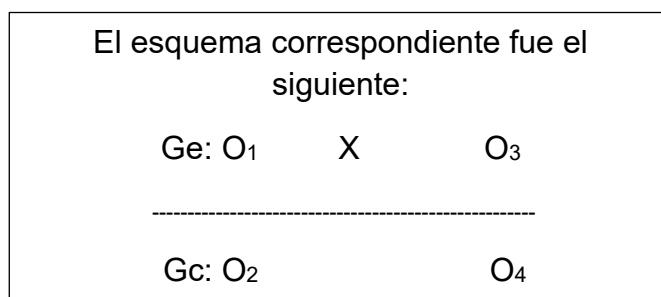 El esquema correspondiente fue el
siguiente:
Ge: O1 X O3
------------------------------------------------------
Gc: O2 O4